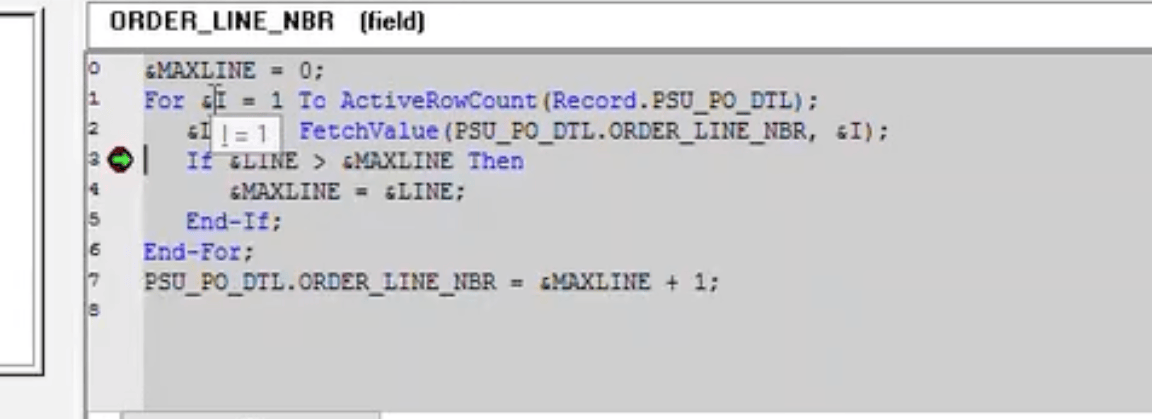 ORDER_LINE_NBR (field)
0 &MAXLINE = 0;
1 For &I = 1 To ActiveRowCount(Record.PSU_PO_DTL);
2 &L FetchValue(PSU_PO_DTL.ORDER_LINE_NBR, &I);
I = 1
3 If &LINE > &MAXLINE Then
4 &MAXLINE = &LINE;
5 End-If;
6 End-For;
7 PSU_PO_DTL.ORDER_LINE_NBR = &MAXLINE + 1;
8